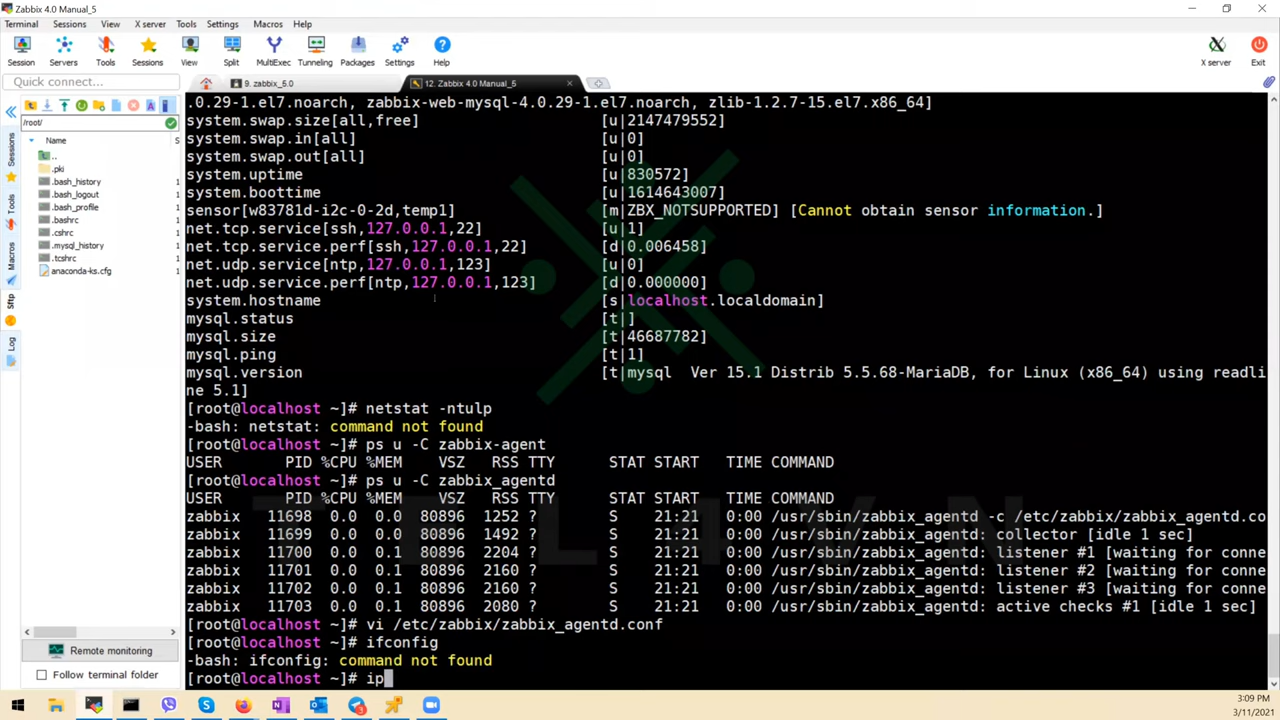 Zabbix 4.0 Manual_5
Terminal Sessions View X server Tools Settings Macros Help
Session Servers Tools Sessions View Split MultiExec Tunneling Packages Settings Help X server Exit
Quick connect...
9. zabbix_5.0
12. Zabbix 4.0 Manual_5
/root/
Name S
..
.pki
.bash_history 1
.bash_logout 1
.bash_profile 1
.bashrc 1
.cshrc 1
.mysql_history 1
.tcshrc 1
anaconda-ks.cfg 1
Sessions
Tools
Macros
Sftp
Log
Remote monitoring
Follow terminal folder
.0.29-1.el7.noarch, zabbix-web-mysql-4.0.29-1.el7.noarch, zlib-1.2.7-15.el7.x86_64]
system.swap.size[all,free] [u|2147479552]
system.swap.in[all] [u|0]
system.swap.out[all] [u|0]
system.uptime [u|830572]
system.boottime [u|1614643007]
sensor[w83781d-i2c-0-2d,temp1] [m|ZBX_NOTSUPPORTED] [Cannot obtain sensor information.]
net.tcp.service[ssh,127.0.0.1,22] [u|1]
net.tcp.service.perf[ssh,127.0.0.1,22] [d|0.006458]
net.udp.service[ntp,127.0.0.1,123] [u|0]
net.udp.service.perf[ntp,127.0.0.1,123] [d|0.000000]
system.hostname [s|localhost.localdomain]
mysql.status [t|]
mysql.size [t|46687782]
mysql.ping [t|1]
mysql.version [t|mysql Ver 15.1 Distrib 5.5.68-MariaDB, for Linux (x86_64) using readli
ne 5.1]
[root@localhost ~]# netstat -ntulp
-bash: netstat: command not found
[root@localhost ~]# ps u -C zabbix-agent
USER PID %CPU %MEM VSZ RSS TTY STAT START TIME COMMAND
[root@localhost ~]# ps u -C zabbix_agentd
USER PID %CPU %MEM VSZ RSS TTY STAT START TIME COMMAND
zabbix 11698 0.0 0.0 80896 1252 ? S 21:21 0:00 /usr/sbin/zabbix_agentd -c /etc/zabbix/zabbix_agentd.co
zabbix 11699 0.0 0.0 80896 1492 ? S 21:21 0:00 /usr/sbin/zabbix_agentd: collector [idle 1 sec]
zabbix 11700 0.0 0.1 80896 2204 ? S 21:21 0:00 /usr/sbin/zabbix_agentd: listener #1 [waiting for conne
zabbix 11701 0.0 0.1 80896 2160 ? S 21:21 0:00 /usr/sbin/zabbix_agentd: listener #2 [waiting for conne
zabbix 11702 0.0 0.1 80896 2160 ? S 21:21 0:00 /usr/sbin/zabbix_agentd: listener #3 [waiting for conne
zabbix 11703 0.0 0.1 80896 2080 ? S 21:21 0:00 /usr/sbin/zabbix_agentd: active checks #1 [idle 1 sec]
[root@localhost ~]# vi /etc/zabbix/zabbix_agentd.conf
[root@localhost ~]# ifconfig
-bash: ifconfig: command not found
[root@localhost ~]# ip
TEL4VN
3:09 PM
3/11/2021